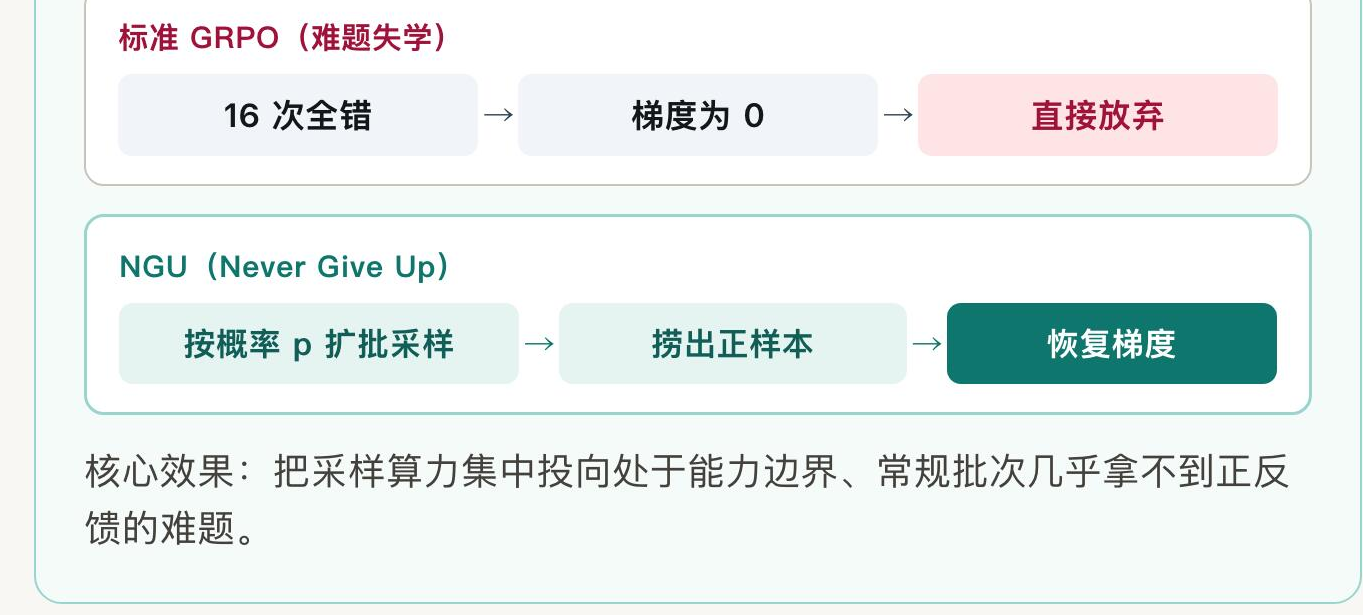 标准 GRPO（难题失学）
16 次全错 → 梯度为 0 → 直接放弃
NGU（Never Give Up）
按概率 p 扩批采样 → 捞出正样本 → 恢复梯度
核心效果：把采样算力集中投向处于能力边界、常规批次几乎拿不到正反
馈的难题。